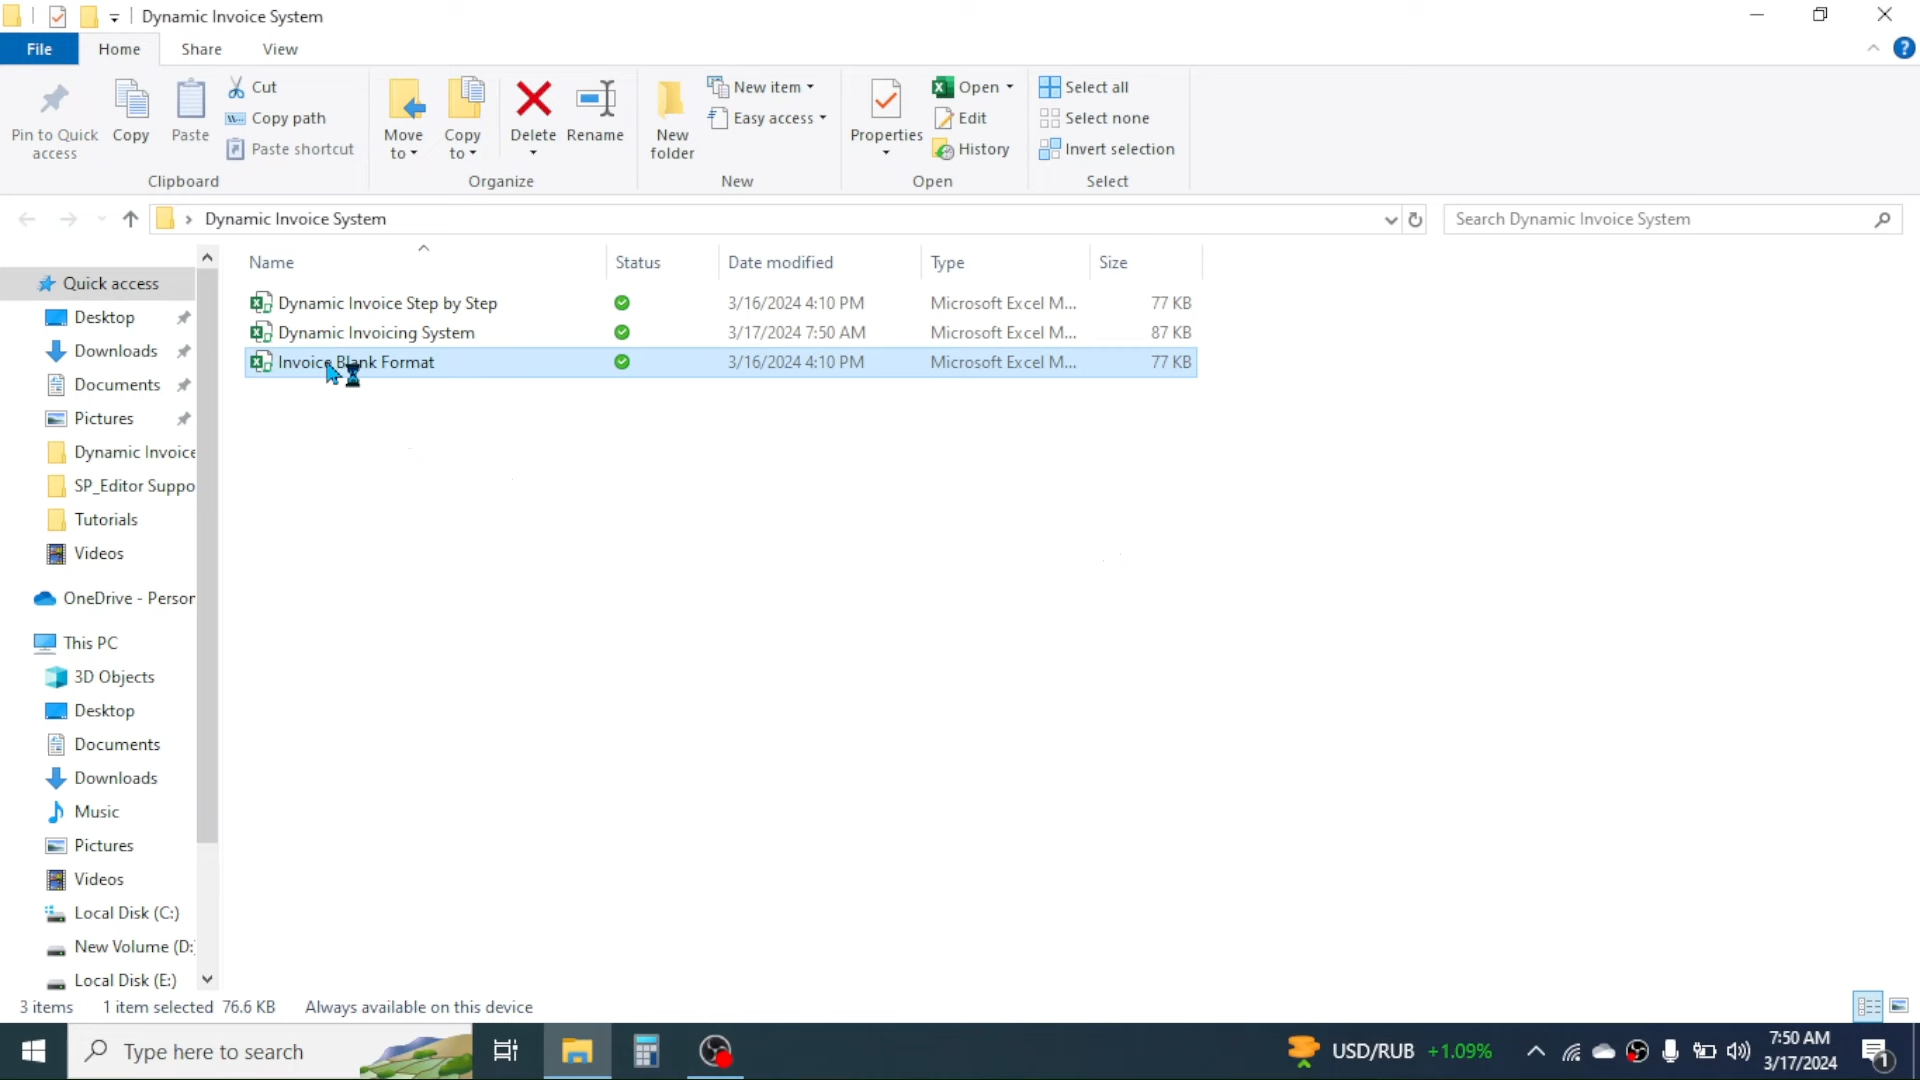 Dynamic Invoice System
File Home Share View
Pin to Quick access
Copy
Paste
Cut
Copy path
Paste shortcut
Clipboard
Move to
Copy to
Delete
Rename
Organize
New folder
New item
Easy access
New
Properties
Open
Edit
History
Open
Select all
Select none
Invert selection
Select
Dynamic Invoice System
Search Dynamic Invoice System
Name Status Date modified Type Size
Dynamic Invoice Step by Step 3/16/2024 4:10 PM Microsoft Excel M... 77 KB
Dynamic Invoicing System 3/17/2024 7:50 AM Microsoft Excel M... 87 KB
Invoice Blank Format 3/16/2024 4:10 PM Microsoft Excel M... 77 KB
Quick access
Desktop
Downloads
Documents
Pictures
Dynamic Invoice
SP_Editor Suppo
Tutorials
Videos
OneDrive - Person
This PC
3D Objects
Desktop
Documents
Downloads
Music
Pictures
Videos
Local Disk (C:)
New Volume (D:
Local Disk (E:)
3 items 1 item selected 76.6 KB Always available on this device
Type here to search
USD/RUB +1.09%
7:50 AM
3/17/2024
1